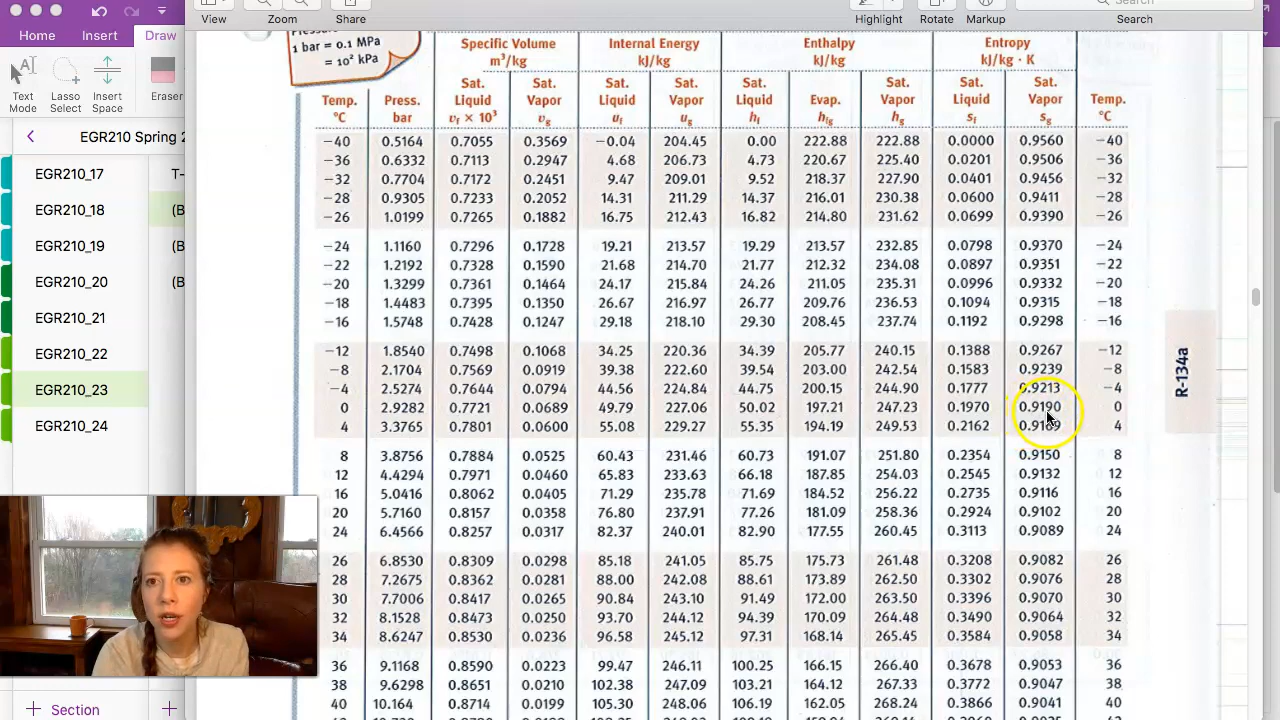 View Zoom Share Highlight Rotate Markup Search
Search
Home Insert Draw
Text Mode
Lasso Select
Insert Space
Eraser
EGR210 Spring 2
EGR210_17
EGR210_18
EGR210_19
EGR210_20
EGR210_21
EGR210_22
EGR210_23
EGR210_24
T-
(B
(B
+ Section
1 bar = 0.1 MPa
= 10² kPa
Specific Volume m³/kg
Internal Energy kJ/kg
Enthalpy kJ/kg
Entropy kJ/kg · K
Temp. °C Press. bar Sat. Liquid vf × 10³ Sat. Vapor vg Sat. Liquid uf Sat. Vapor ug Sat. Liquid hf Evap. hfg Sat. Vapor hg Sat. Liquid sf Sat. Vapor sg Temp. °C
−40 0.5164 0.7055 0.3569 −0.04 204.45 0.00 222.88 222.88 0.0000 0.9560 −40
−36 0.6332 0.7113 0.2947 4.68 206.73 4.73 220.67 225.40 0.0201 0.9506 −36
−32 0.7704 0.7172 0.2451 9.47 209.01 9.52 218.37 227.90 0.0401 0.9456 −32
−28 0.9305 0.7233 0.2052 14.31 211.29 14.37 216.01 230.38 0.0600 0.9411 −28
−26 1.0199 0.7265 0.1882 16.75 212.43 16.82 214.80 231.62 0.0699 0.9390 −26
−24 1.1160 0.7296 0.1728 19.21 213.57 19.29 213.57 232.85 0.0798 0.9370 −24
−22 1.2192 0.7328 0.1590 21.68 214.70 21.77 212.32 234.08 0.0897 0.9351 −22
−20 1.3299 0.7361 0.1464 24.17 215.84 24.26 211.05 235.31 0.0996 0.9332 −20
−18 1.4483 0.7395 0.1350 26.67 216.97 26.77 209.76 236.53 0.1094 0.9315 −18
−16 1.5748 0.7428 0.1247 29.18 218.10 29.30 208.45 237.74 0.1192 0.9298 −16
−12 1.8540 0.7498 0.1068 34.25 220.36 34.39 205.77 240.15 0.1388 0.9267 −12
−8 2.1704 0.7569 0.0919 39.38 222.60 39.54 203.00 242.54 0.1583 0.9239 −8
−4 2.5274 0.7644 0.0794 44.56 224.84 44.75 200.15 244.90 0.1777 0.9213 −4
0 2.9282 0.7721 0.0689 49.79 227.06 50.02 197.21 247.23 0.1970 0.9190 0
4 3.3765 0.7801 0.0600 55.08 229.27 55.35 194.19 249.53 0.2162 4
8 3.8756 0.7884 0.0525 60.43 231.46 60.73 191.07 251.80 0.2354 0.9150 8
12 4.4294 0.7971 0.0460 65.83 233.63 66.18 187.85 254.03 0.2545 0.9132 12
16 5.0416 0.8062 0.0405 71.29 235.78 71.69 184.52 256.22 0.2735 0.9116 16
20 5.7160 0.8157 0.0358 76.80 237.91 77.26 181.09 258.36 0.2924 0.9102 20
24 6.4566 0.8257 0.0317 82.37 240.01 82.90 177.55 260.45 0.3113 0.9089 24
26 6.8530 0.8309 0.0298 85.18 241.05 85.75 175.73 261.48 0.3208 0.9082 26
28 7.2675 0.8362 0.0281 88.00 242.08 88.61 173.89 262.50 0.3302 0.9076 28
30 7.7006 0.8417 0.0265 90.84 243.10 91.49 172.00 263.50 0.3396 0.9070 30
32 8.1528 0.8473 0.0250 93.70 244.12 94.39 170.09 264.48 0.3490 0.9064 32
34 8.6247 0.8530 0.0236 96.58 245.12 97.31 168.14 265.45 0.3584 0.9058 34
36 9.1168 0.8590 0.0223 99.47 246.11 100.25 166.15 266.40 0.3678 0.9053 36
38 9.6298 0.8651 0.0210 102.38 247.09 103.21 164.12 267.33 0.3772 0.9047 38
40 10.164 0.8714 0.0199 105.30 248.06 106.19 162.05 268.24 0.3866 0.9041 40
R-134a